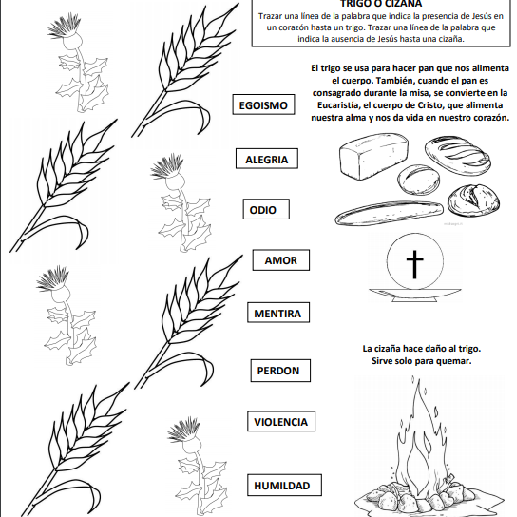 TRIGO O CIZAÑA
Trazar una línea de la palabra que indica la presencia de Jesús en
un corazón hasta un trigo. Trazar una línea de la palabra que
indica la ausencia de Jesús hasta una cizaña.
El trigo se usa para hacer pan que nos alimenta
el cuerpo. También, cuando el pan es
consagrado durante la misa, se convierte en la
Eucaristía, el cuerpo de Cristo, que alimenta
nuestra alma y nos da vida en nuestro corazón.
EGOISMO
ALEGRIA
ODIO
AMOR
MENTIRA
PERDON
VIOLENCIA
HUMILDAD
La cizaña hace daño al trigo.
Sirve solo para quemar.